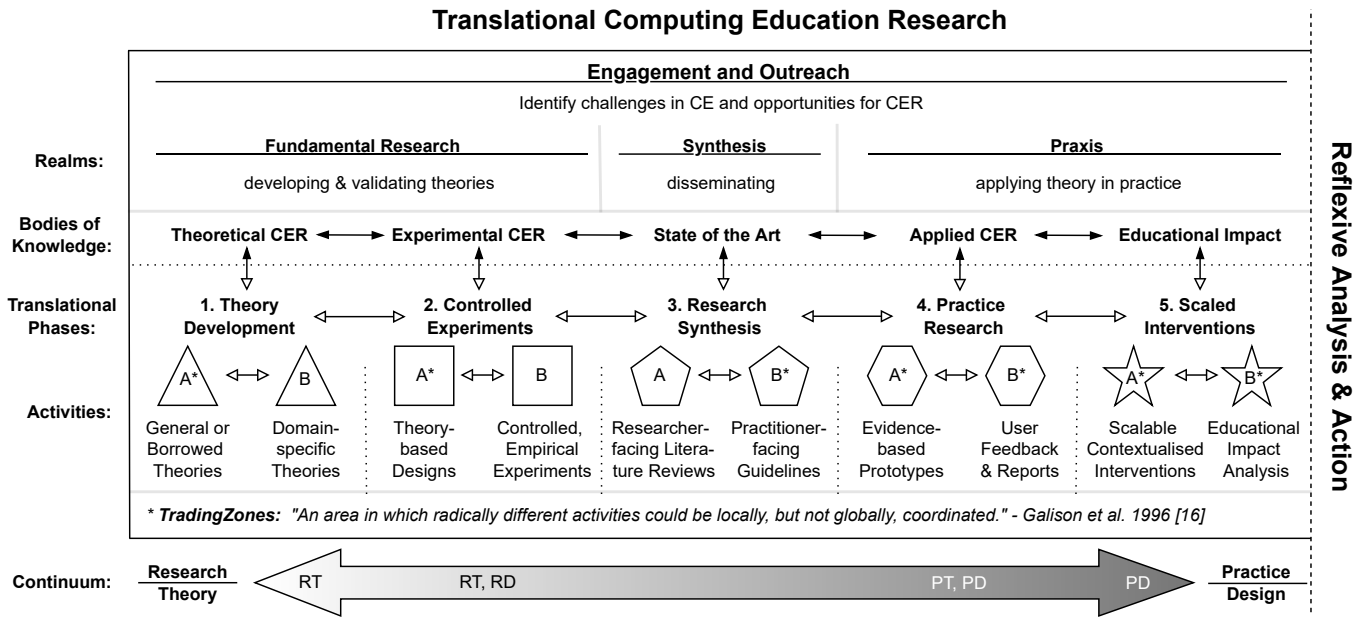 Translational Computing Education Research
Engagement and Outreach
Identify challenges in CE and opportunities for CER
Realms:
Fundamental Research
Synthesis
Praxis
developing & validating theories
disseminating
applying theory in practice
Bodies of
Knowledge:
Theoretical CER
Experimental CER
State of the Art
Applied CER
Educational Impact
Translational
Phases:
1. Theory
Development
2. Controlled
Experiments
3. Research
Synthesis
4. Practice
Research
5. Scaled
Interventions
Activities:
A*
B
A*
B
A
B*
A*
B*
A*
B*
General or
Borrowed
Theories
Domain-
specific
Theories
Theory-
based
Designs
Controlled,
Empirical
Experiments
Researcher-
facing Litera-
ture Reviews
Practitioner-
facing
Guidelines
Evidence-
based
Prototypes
User
Feedback
& Reports
Scalable
Contextualised
Interventions
Educational
Impact
Analysis
* TradingZones: "An area in which radically different activities could be locally, but not globally, coordinated." - Galison et al. 1996 [16]
Continuum:
Research
Theory
RT
RT, RD
PT, PD
PD
Practice
Design
Reflexive Analysis & Action